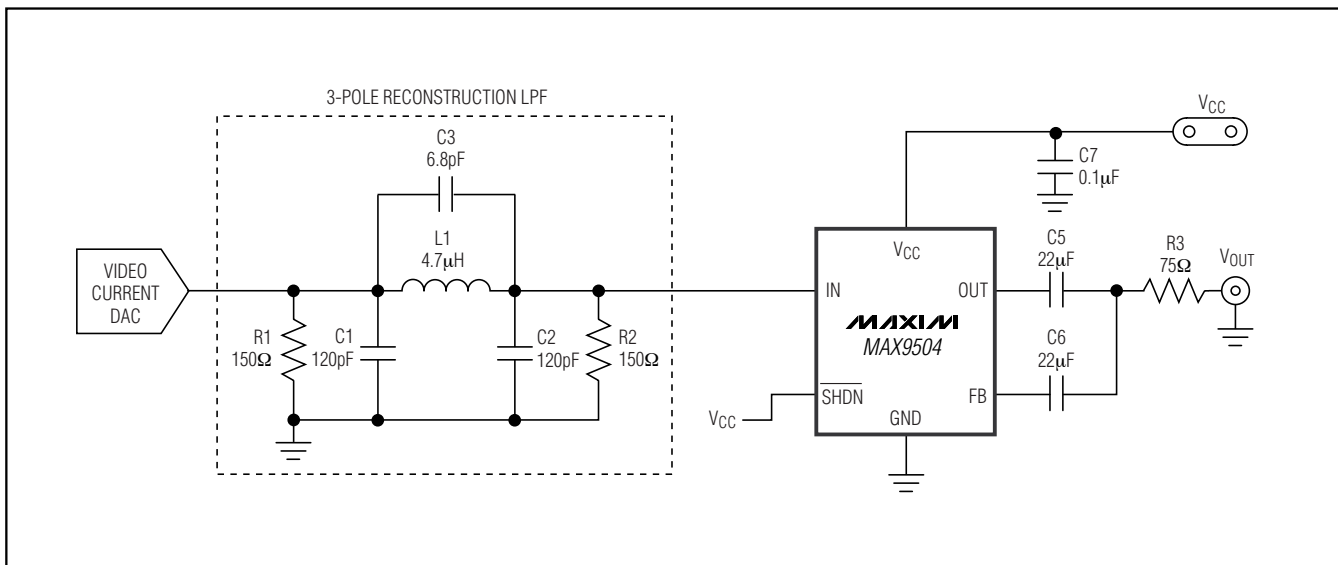 3-POLE RECONSTRUCTION LPF
C3
6.8pF
L1
4.7μH
VIDEO
CURRENT
DAC
R1
150Ω
C1
120pF
C2
120pF
R2
150Ω
VCC
C7
0.1μF
VCC
IN
OUT
MAXIM
MAX9504
SHDN
FB
GND
VCC
C5
22μF
C6
22μF
R3
75Ω
VOUT